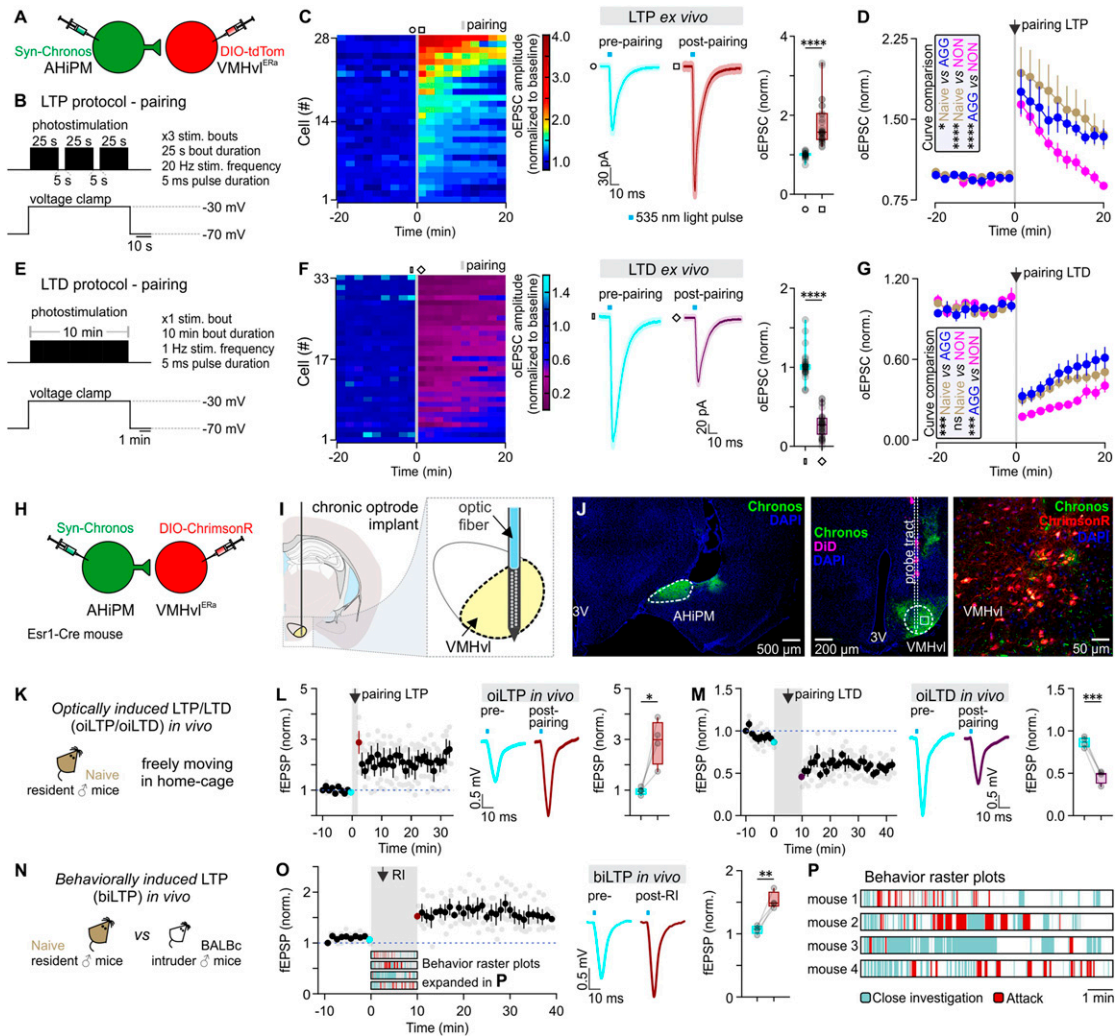 A
Syn-Chronos
DIO-tdTom
AHiPM
VMHvl^ERa
B
LTP protocol - pairing
photostimulation
25 s 25 s 25 s
5 s 5 s
x3 stim. bouts
25 s bout duration
20 Hz stim. frequency
5 ms pulse duration
voltage clamp
-30 mV
-70 mV
10 s
C
pairing
Cell (#)
28
14
1
-20 0 20
Time (min)
4.0
3.0
2.0
1.0
oEPSC amplitude
(normalized to baseline)
LTP ex vivo
pre-pairing
post-pairing
30 pA
10 ms
535 nm light pulse
oEPSC (norm.)
4
3
2
1
0
****
D
pairing LTP
oEPSC (norm.)
2.50
1.75
1.25
0.75
Curve comparison
* Naive vs AGG
**** Naive vs NON
**** AGG vs NON
-20 -10 0 10 20
Time (min)
E
LTD protocol - pairing
photostimulation
10 min
x1 stim. bout
10 min bout duration
1 Hz stim. frequency
5 ms pulse duration
voltage clamp
-30 mV
-70 mV
1 min
F
pairing
Cell (#)
33
17
1
-20 0 20
Time (min)
1.4
1.0
0.6
0.2
oEPSC amplitude
(normalized to baseline)
LTD ex vivo
pre-pairing
post-pairing
20 pA
10 ms
oEPSC (norm.)
2
1
0
****
G
pairing LTD
oEPSC (norm.)
1.20
0.60
0.00
Curve comparison
*** Naive vs AGG
ns Naive vs NON
*** AGG vs NON
-20 -10 0 10 20
Time (min)
H
Syn-Chronos
DIO-ChrimsonR
AHiPM
VMHvl^ERa
Esr1-Cre mouse
I
chronic optrode
implant
optic
fiber
VMHvl
J
Chronos
DAPI
AHiPM
3V
500 µm
Chronos
DiD
DAPI
probe tract
3V
VMHvl
200 µm
Chronos
ChrimsonR
DAPI
VMHvl
50 µm
K
Optically induced LTP/LTD
(oiLTP/oiLTD) in vivo
Naive
resident ♂ mice
freely moving
in home-cage
L
pairing LTP
fEPSP (norm.)
5
3
1
-10 0 10 20 30
Time (min)
oiLTP in vivo
pre-
post-
pairing
0.5 mV
10 ms
fEPSP (norm.)
5
3
1
*
M
pairing LTD
fEPSP (norm.)
1.5
1.0
0.5
0
-10 0 10 20 30 40
Time (min)
oiLTD in vivo
pre-
post-
pairing
0.5 mV
10 ms
fEPSP (norm.)
1.5
1.0
0.5
0
***
N
Behaviorally induced LTP
(biLTP) in vivo
Naive
resident ♂ mice
vs
BALBc
intruder ♂ mice
O
RI
fEPSP (norm.)
2
1
0
Behavior raster plots
expanded in P
-10 0 10 20 30 40
Time (min)
biLTP in vivo
pre-
post-RI
0.5 mV
10 ms
fEPSP (norm.)
2
1
0
**
P
Behavior raster plots
mouse 1
mouse 2
mouse 3
mouse 4
Close investigation
Attack
1 min